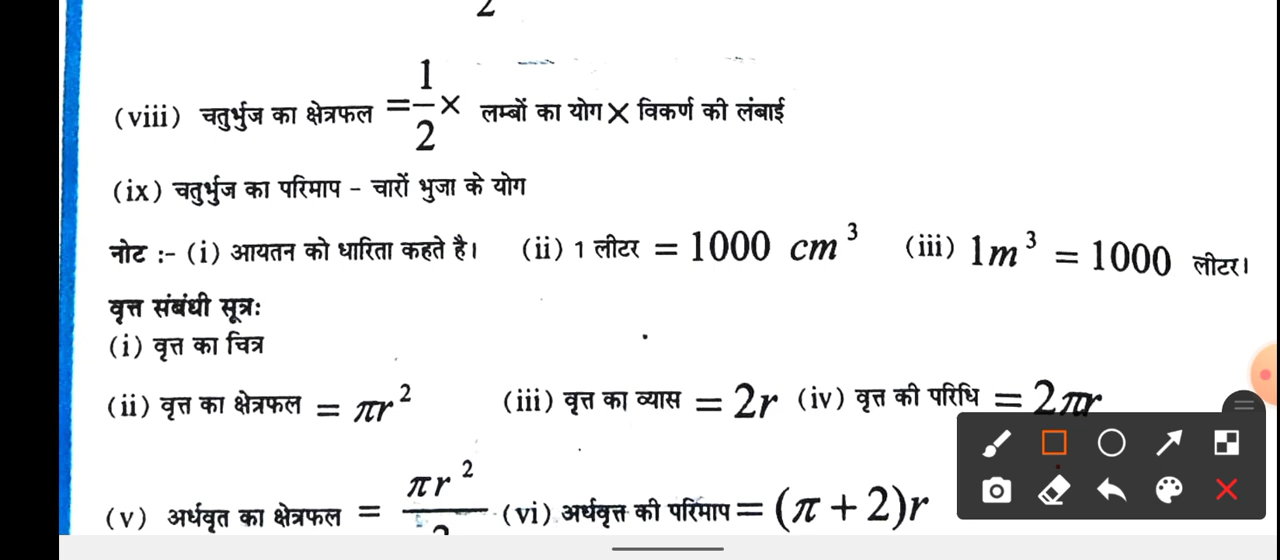 (viii) चतुर्भुज का क्षेत्रफल = 1/2 × लम्बों का योग × विकर्ण की लंबाई
(ix) चतुर्भुज का परिमाप - चारों भुजा के योग
नोट :- (i) आयतन को धारिता कहते है। (ii) 1 लीटर = 1000 cm³ (iii) 1m³ = 1000 लीटर।
वृत्त संबंधी सूत्र:
(i) वृत्त का चित्र
(ii) वृत्त का क्षेत्रफल = πr² (iii) वृत्त का व्यास = 2r (iv) वृत्त की परिधि = 2πr
(v) अर्धवृत का क्षेत्रफल = πr²/2 (vi) अर्धवृत्त की परिमाप = (π + 2)r